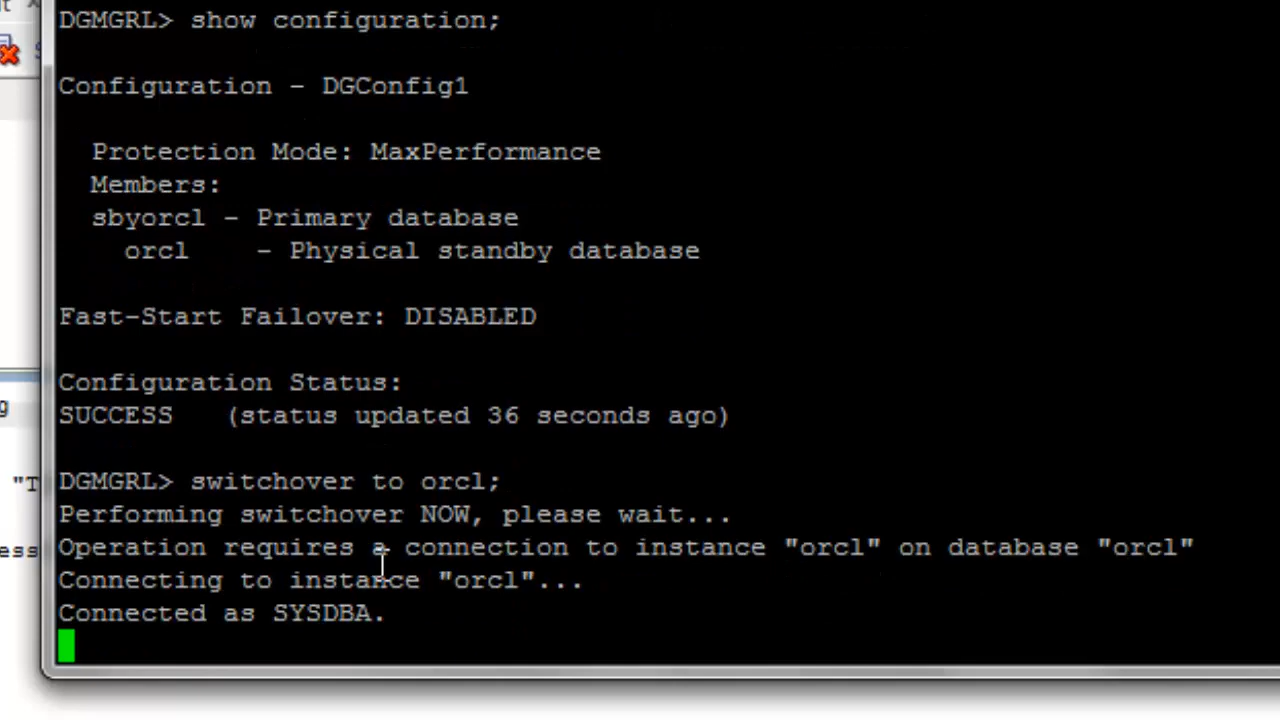 DGMGRL> show configuration;
Configuration - DGConfig1
Protection Mode: MaxPerformance
Members:
sbyorcl - Primary database
orcl    - Physical standby database
Fast-Start Failover: DISABLED
Configuration Status:
SUCCESS   (status updated 36 seconds ago)
DGMGRL> switchover to orcl;
Performing switchover NOW, please wait...
Operation requires a connection to instance "orcl" on database "orcl"
Connecting to instance "orcl"...
Connected as SYSDBA.